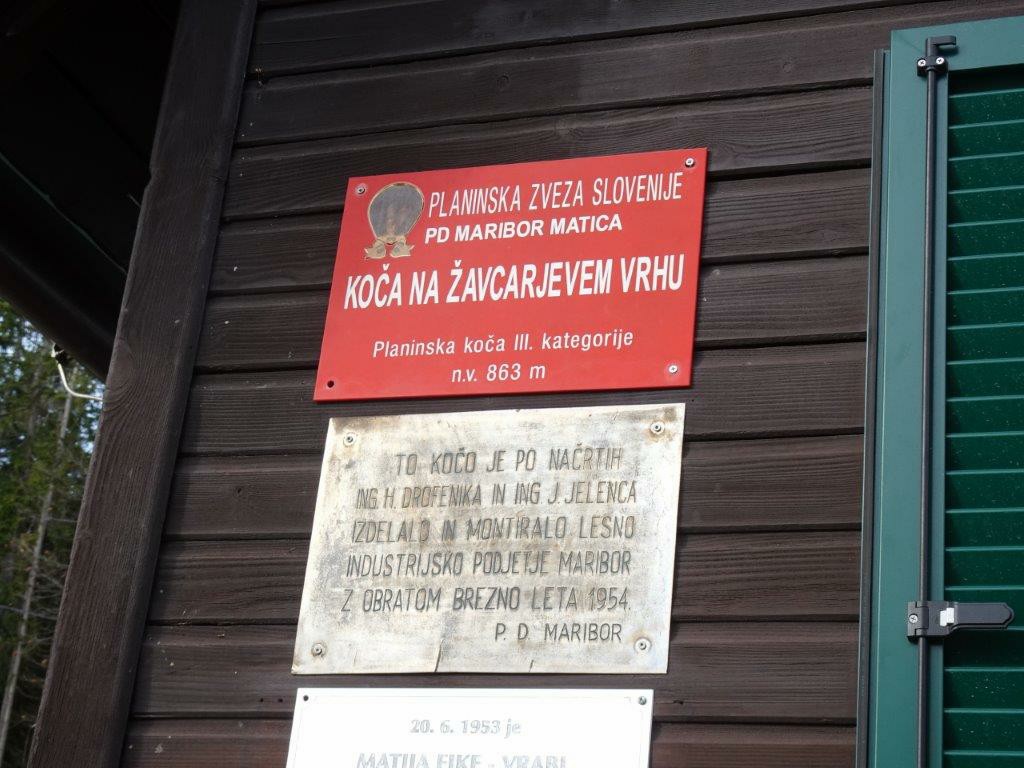 PLANINSKA ZVEZA SLOVENIJE
PD MARIBOR MATICA
KOČA NA ŽAVCARJEVEM VRHU
Planinska koča III. kategorije
n.v. 863 m
TO KOČO JE PO NAČRTIH
ING. H. DROFENIKA IN ING J. JELENCA
IZDELALO IN MONTIRALO LESNO
INDUSTRIJSKO PODJETJE MARIBOR
Z OBRATOM BREZNO LETA 1954.
P. D. MARIBOR
20. 6. 1953 je
MATIJA